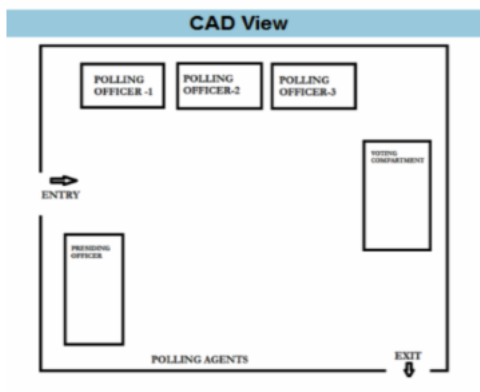 CAD View
POLLING
OFFICER -1
POLLING
OFFICER-2
POLLING
OFFICER-3
VOTING
COMPARTMENT
ENTRY
PRESIDING
OFFICER
POLLING AGENTS
EXIT